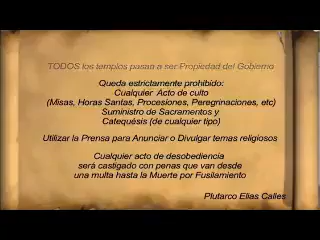 TODOS los templos pasan a ser Propiedad del Gobierno
Queda estrictamente prohibido:
Cualquier Acto de culto
(Misas, Horas Santas, Procesiones, Peregrinaciones, etc)
Suministro de Sacramentos y
Catequésis (de cualquier tipo)
Utilizar la Prensa para Anunciar o Divulgar temas religiosos
Cualquier acto de desobediencia
será castigado con penas que van desde
una multa hasta la Muerte por Fusilamiento
Plutarco Elías Calles